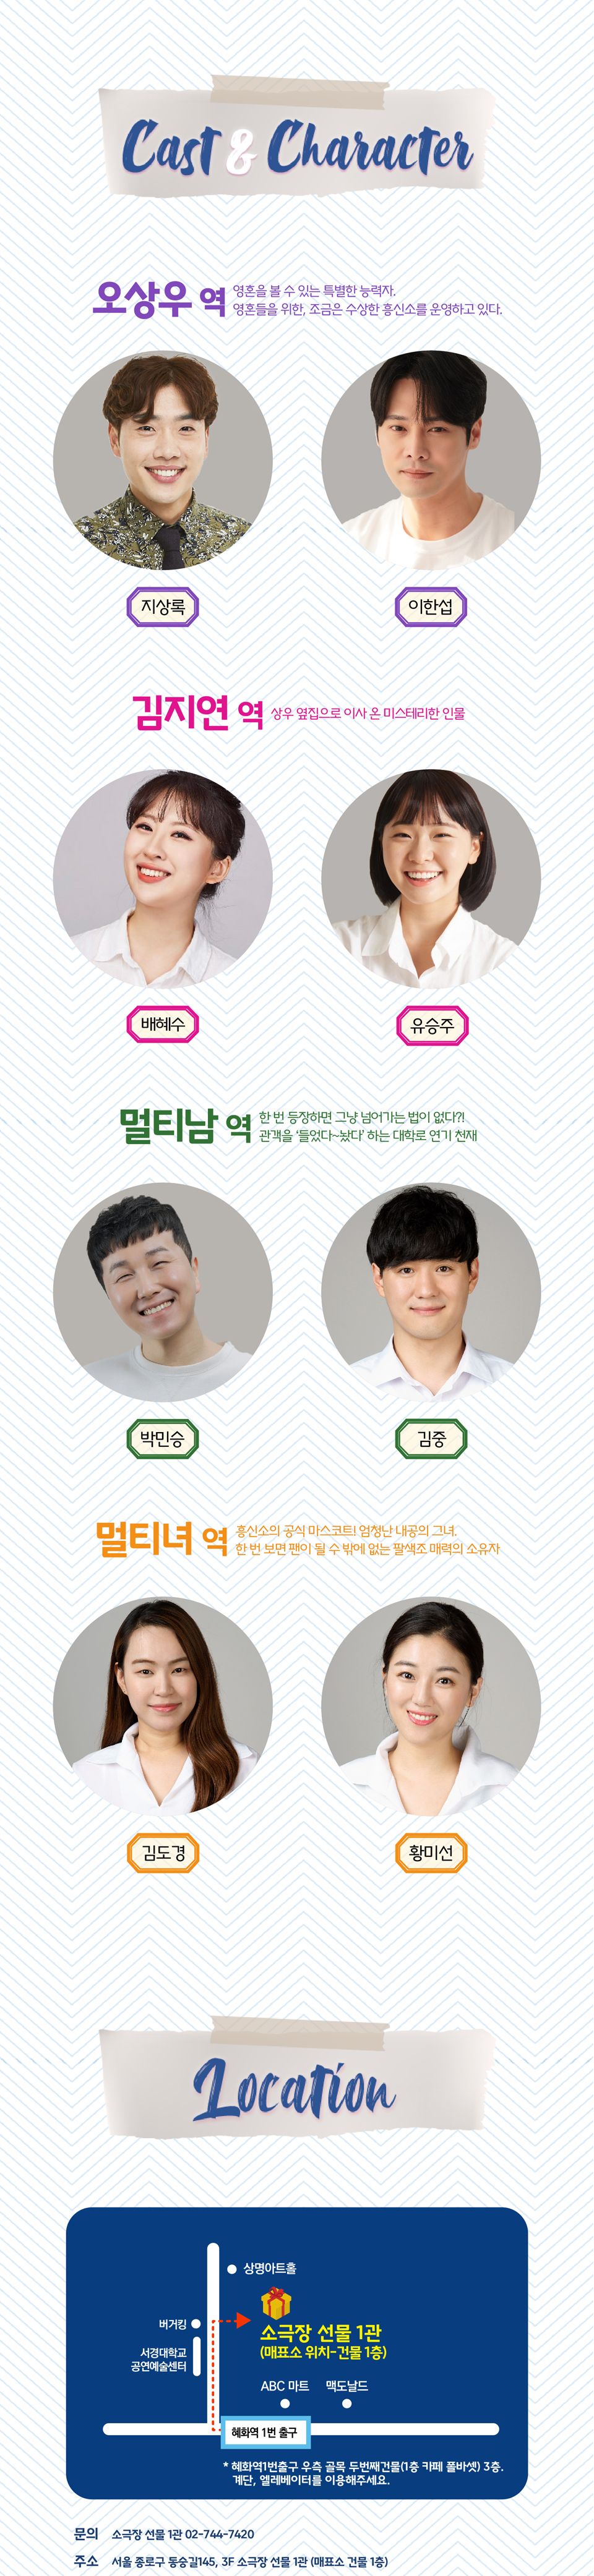 Cast & Character
오상우 역
영혼을 볼 수 있는 특별한 능력자.
영혼들을 위한, 조금은 수상한 흥신소를 운영하고 있다.
지상록
이한섭
김지연 역
상우 옆집으로 이사 온 미스테리한 인물
배혜수
유승주
멀티남 역
한 번 등장하면 그냥 넘어가는 법이 없다?!
관객을 '들었다~놨다' 하는 대학로 연기 천재
박민승
김중
멀티녀 역
흥신소의 공식 마스코트! 엄청난 내공의 그녀.
한 번 보면 팬이 될 수 밖에 없는 팔색조 매력의 소유자
김도경
황미선
Location
상명아트홀
버거킹
소극장 선물 1관
(매표소 위치-건물 1층)
서경대학교
공연예술센터
ABC 마트
맥도날드
혜화역 1번 출구
* 혜화역1번출구 우측 골목 두번째건물(1층 카페 폴바셋) 3층.
계단, 엘레베이터를 이용해주세요.
문의 소극장 선물 1관 02-744-7420
주소 서울 종로구 동숭길145, 3F 소극장 선물 1관 (매표소 건물 1층)